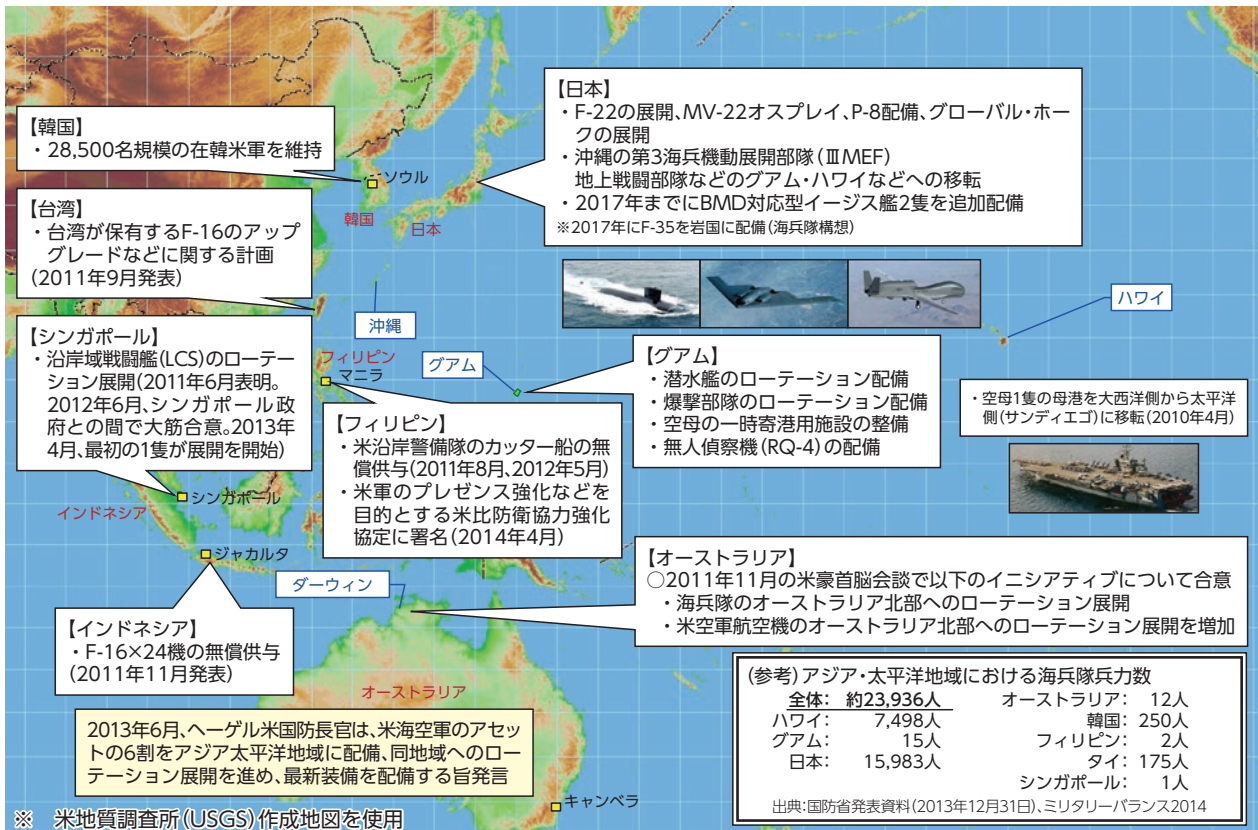 【韓国】
・28,500名規模の在韓米軍を維持
【台湾】
・台湾が保有するF-16のアップ
グレードなどに関する計画
(2011年9月発表)
【シンガポール】
・沿岸域戦闘艦(LCS)のローテー
ション展開(2011年6月表明。
2012年6月、シンガポール政
府との間で大筋合意。2013年
4月、最初の1隻が展開を開始)
【日本】
・F-22の展開、MV-22オスプレイ、P-8配備、グローバル・ホー
クの展開
・沖縄の第3海兵機動展開部隊(ⅢMEF)
地上戦闘部隊などのグアム・ハワイなどへの移転
・2017年までにBMD対応型イージス艦2隻を追加配備
※2017年にF-35を岩国に配備(海兵隊構想)
ソウル
韓国
日本
沖縄
ハワイ
フィリピン
マニラ
グアム
【グアム】
・潜水艦のローテーション配備
・爆撃部隊のローテーション配備
・空母の一時寄港用施設の整備
・無人偵察機(RQ-4)の配備
・空母1隻の母港を大西洋側から太平洋
側(サンディエゴ)に移転(2010年4月)
【フィリピン】
・米沿岸警備隊のカッター船の無
償供与(2011年8月、2012年5月)
・米軍のプレゼンス強化などを
目的とする米比防衛協力強化
協定に署名(2014年4月)
シンガポール
インドネシア
ジャカルタ
ダーウィン
【インドネシア】
・F-16×24機の無償供与
(2011年11月発表)
【オーストラリア】
○2011年11月の米豪首脳会談で以下のイニシアティブについて合意
・海兵隊のオーストラリア北部へのローテーション展開
・米空軍航空機のオーストラリア北部へのローテーション展開を増加
オーストラリア
キャンベラ
2013年6月、ヘーゲル米国防長官は、米海空軍のアセッ
トの6割をアジア太平洋地域に配備、同地域へのロー
テーション展開を進め、最新装備を配備する旨発言
(参考)アジア・太平洋地域における海兵隊兵力数
全体: 約23,936人
ハワイ: 7,498人
グアム: 15人
日本: 15,983人
オーストラリア: 12人
韓国: 250人
フィリピン: 2人
タイ: 175人
シンガポール: 1人
出典:国防省発表資料(2013年12月31日)、ミリタリーバランス2014
※ 米地質調査所(USGS)作成地図を使用